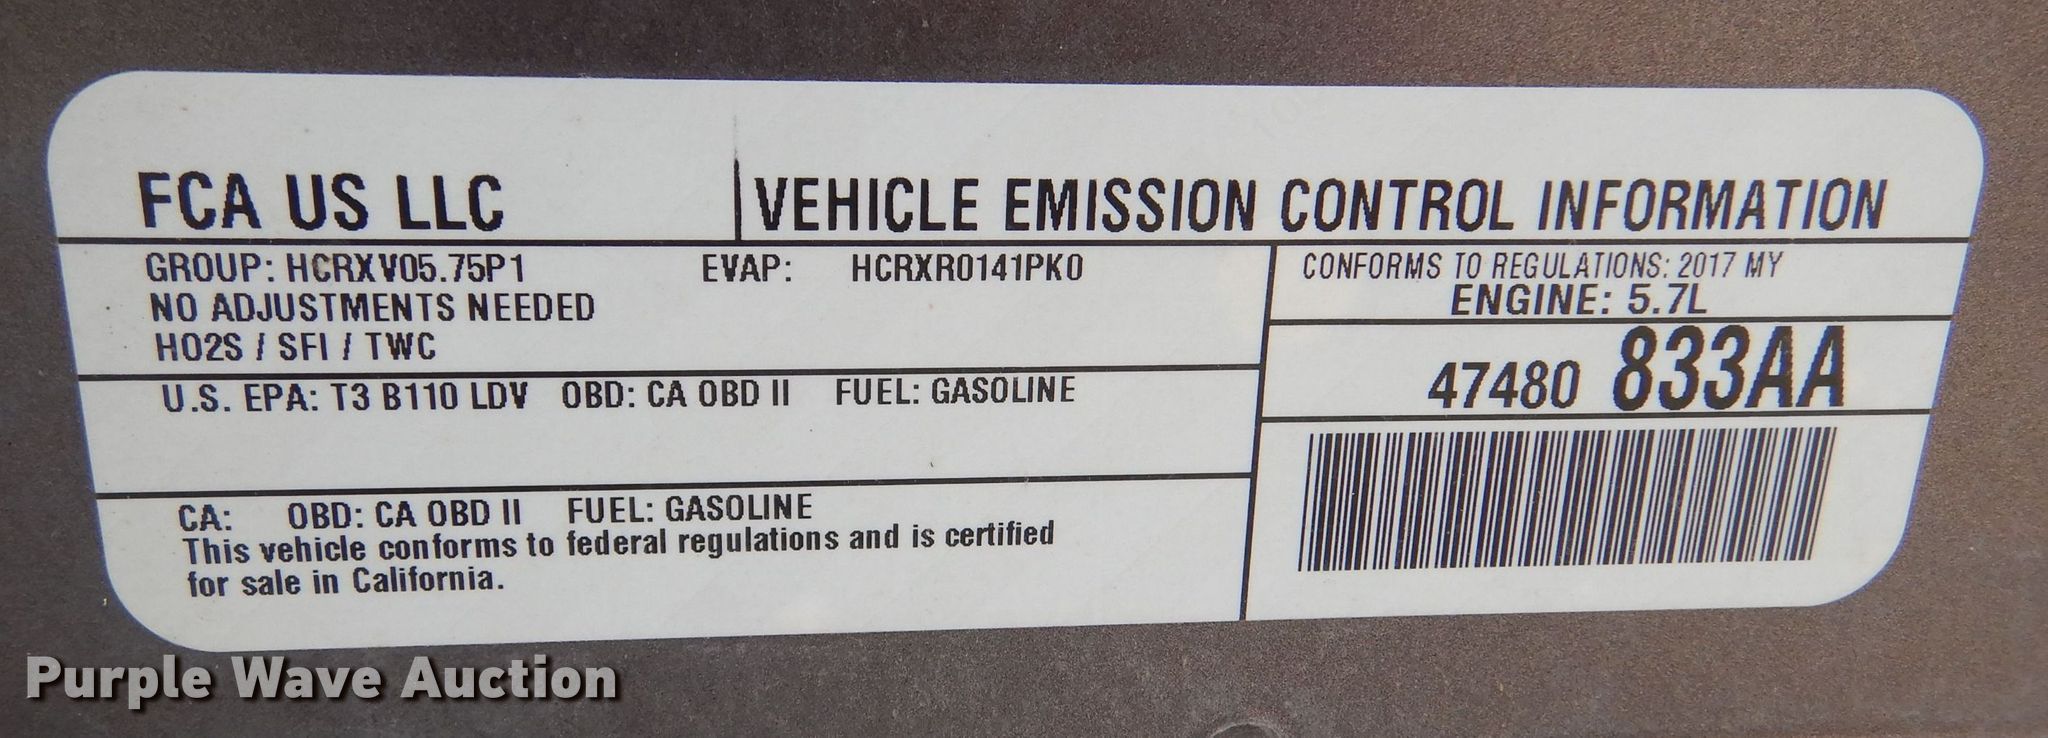 FCA US LLC
VEHICLE EMISSION CONTROL INFORMATION
GROUP: HCRXV05.75P1 EVAP: HCRXR0141PK0
NO ADJUSTMENTS NEEDED
HO2S / SFI / TWC
CONFORMS TO REGULATIONS: 2017 MY
ENGINE: 5.7L
47480 833AA
U.S. EPA: T3 B110 LDV OBD: CA OBD II FUEL: GASOLINE
CA: OBD: CA OBD II FUEL: GASOLINE
This vehicle conforms to federal regulations and is certified
for sale in California.
Purple Wave Auction